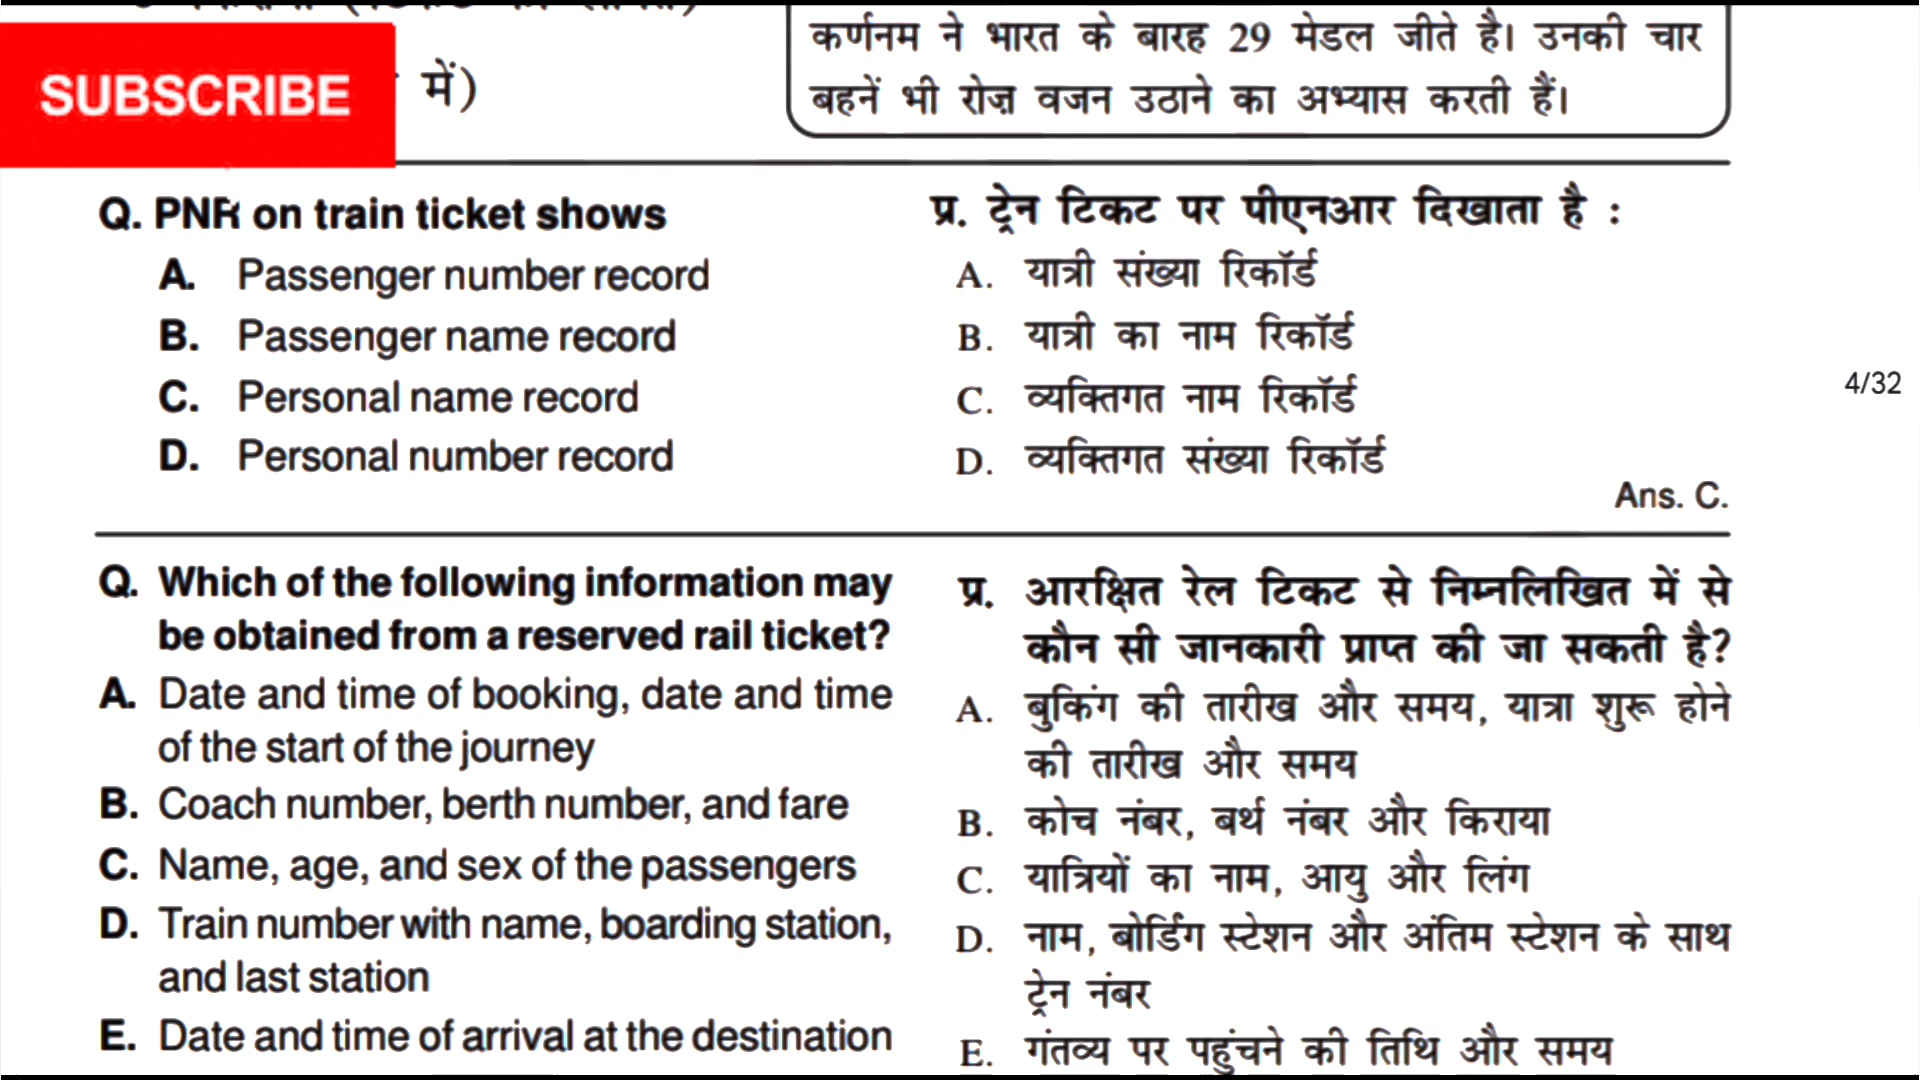 SUBSCRIBE
में)
कर्णनम ने भारत के बारह 29 मेडल जीते है। उनकी चार
बहनें भी रोज़ वजन उठाने का अभ्यास करती हैं।
Q. PNR on train ticket shows
A. Passenger number record
B. Passenger name record
C. Personal name record
D. Personal number record
प्र. ट्रेन टिकट पर पीएनआर दिखाता है :
A. यात्री संख्या रिकॉर्ड
B. यात्री का नाम रिकॉर्ड
C. व्यक्तिगत नाम रिकॉर्ड
D. व्यक्तिगत संख्या रिकॉर्ड
Ans. C.
4/32
Q. Which of the following information may
be obtained from a reserved rail ticket?
A. Date and time of booking, date and time
of the start of the journey
B. Coach number, berth number, and fare
C. Name, age, and sex of the passengers
D. Train number with name, boarding station,
and last station
E. Date and time of arrival at the destination
प्र. आरक्षित रेल टिकट से निम्नलिखित में से
कौन सी जानकारी प्राप्त की जा सकती है?
A. बुकिंग की तारीख और समय, यात्रा शुरू होने
की तारीख और समय
B. कोच नंबर, बर्थ नंबर और किराया
C. यात्रियों का नाम, आयु और लिंग
D. नाम, बोर्डिंग स्टेशन और अंतिम स्टेशन के साथ
ट्रेन नंबर
E. गंतव्य पर पहुंचने की तिथि और समय